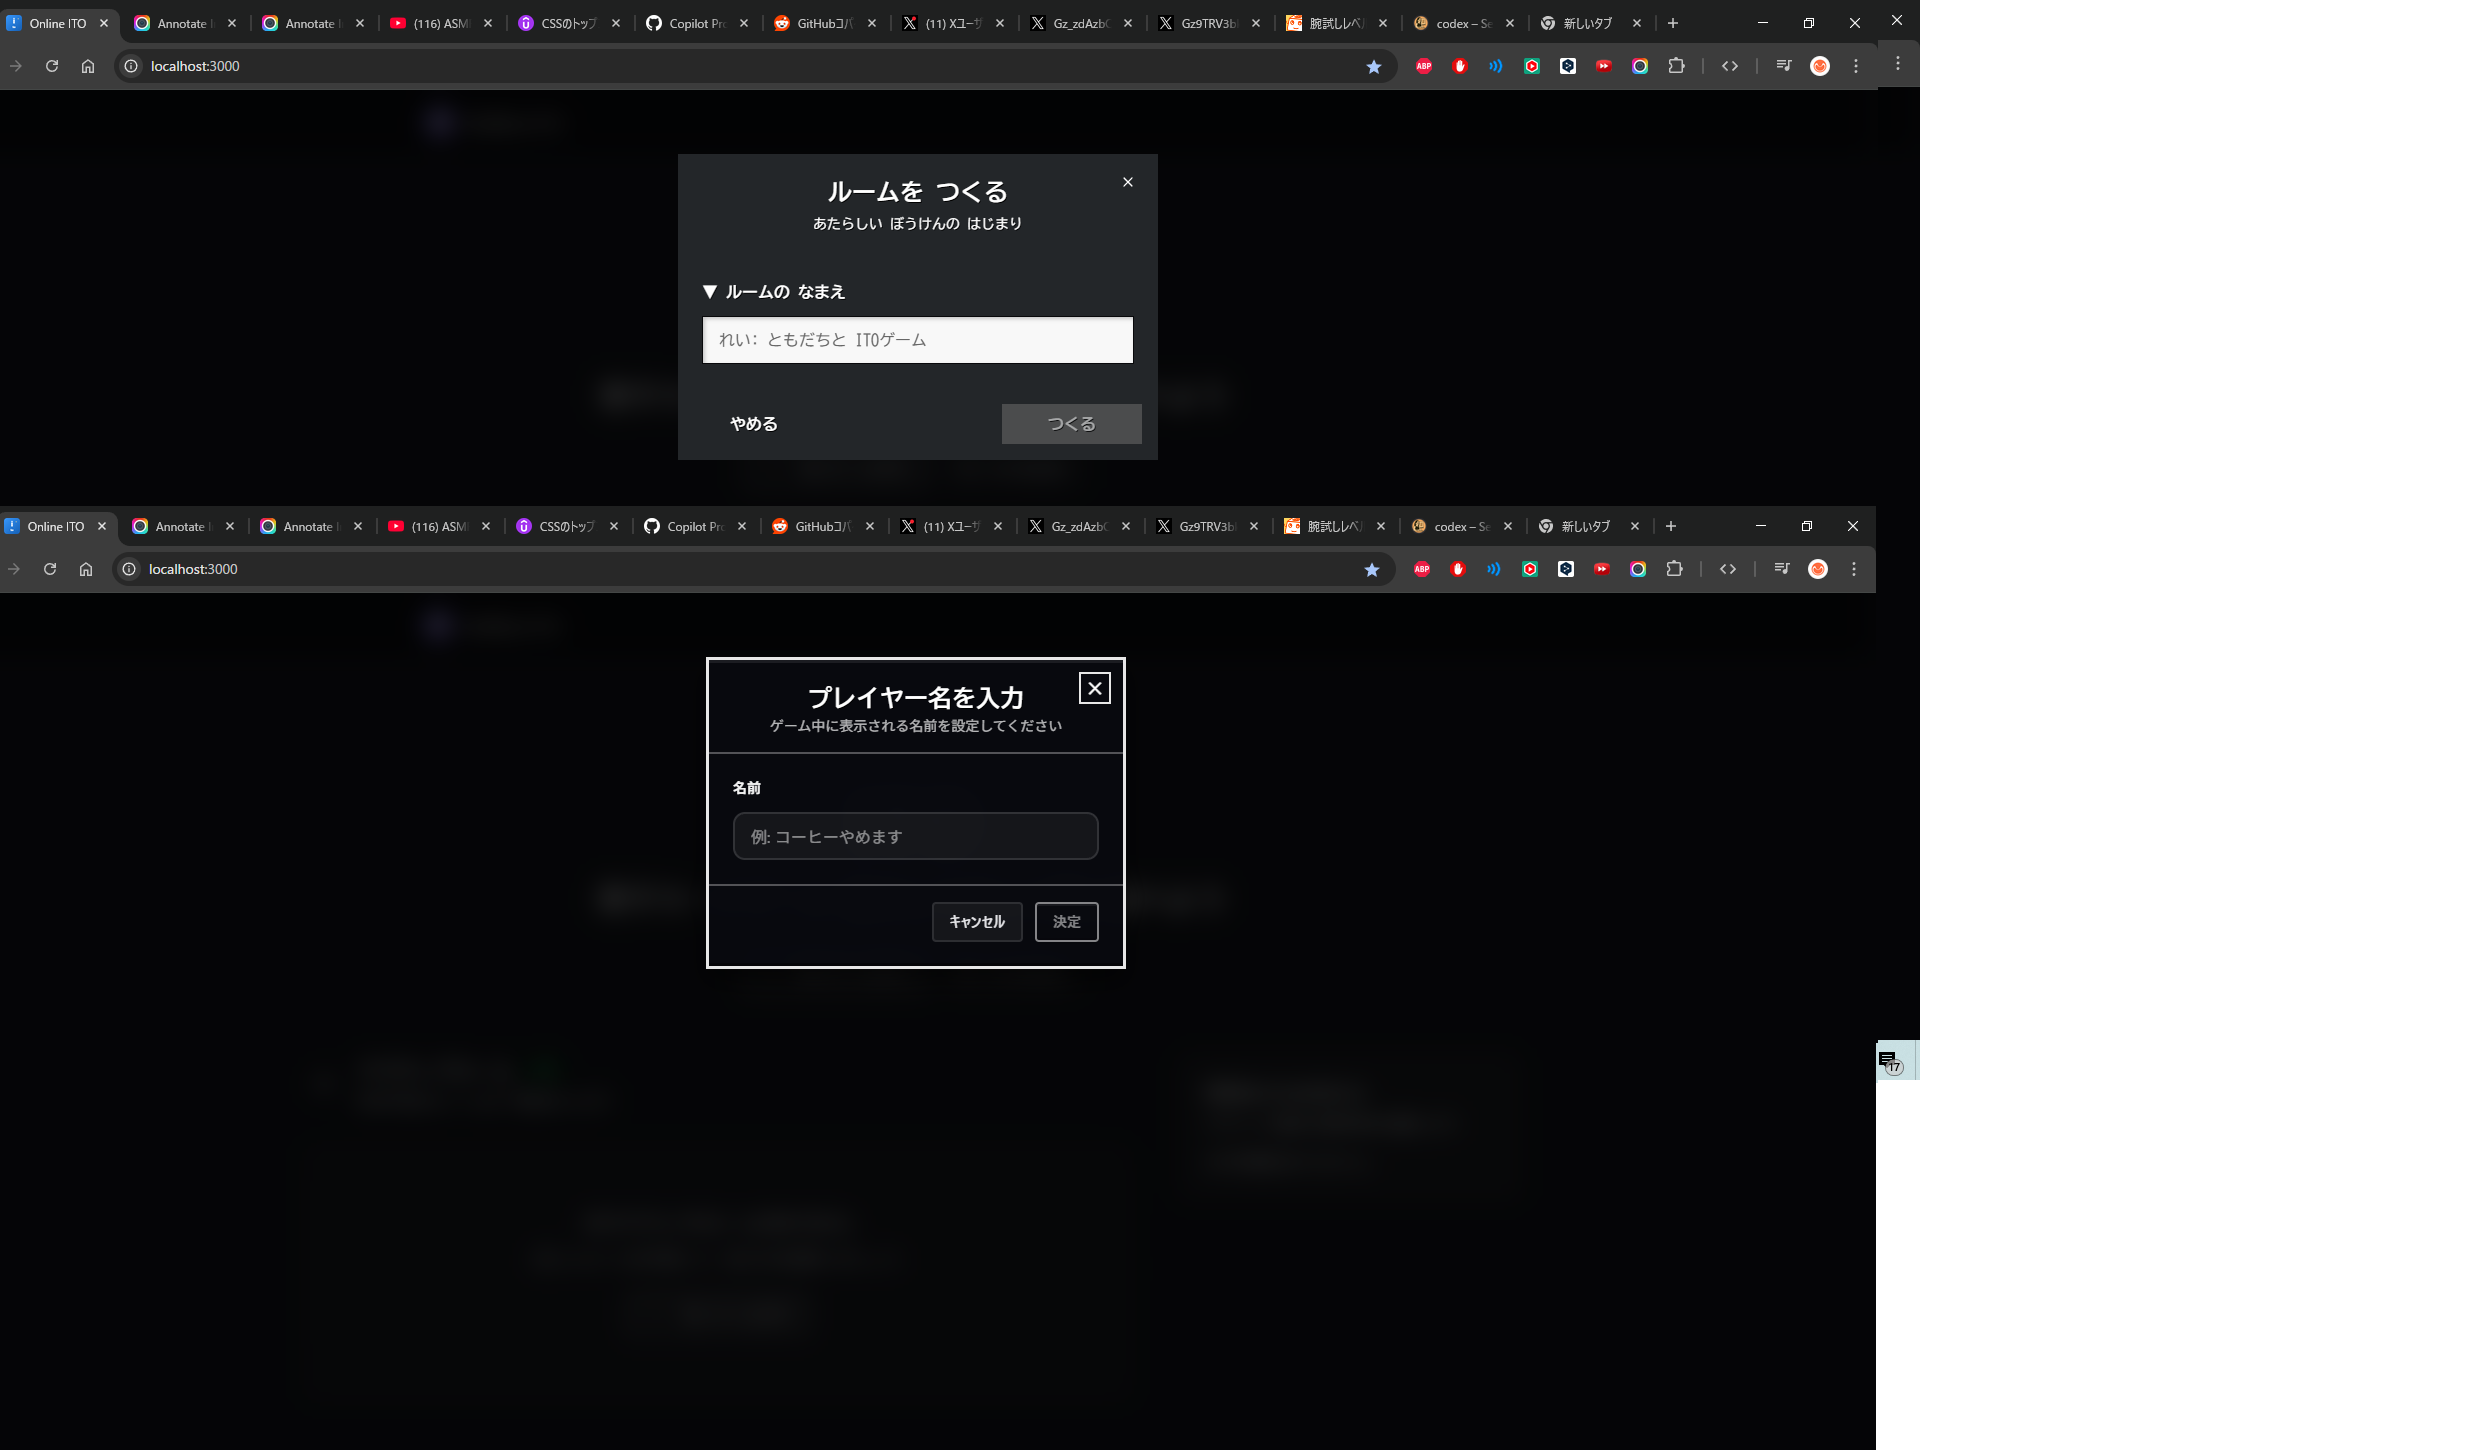 Online ITO
Annotate I
Annotate I
(116) ASM
CSSのトップ
Copilot Pr
GitHubコパ
(11) Xユーザ
Gz_zdAzb
Gz9TRV3b
腕試しレベル
codex – Se
新しいタブ
localhost:3000
ABP
ルームを つくる
あたらしい ぼうけんの はじまり
▼ ルームの なまえ
れい: ともだちと ITOゲーム
やめる
つくる
Online ITO
Annotate I
Annotate I
(116) ASM
CSSのトップ
Copilot Pr
GitHubコパ
(11) Xユーザ
Gz_zdAzb
Gz9TRV3b
腕試しレベル
codex – Se
新しいタブ
localhost:3000
ABP
プレイヤー名を入力
ゲーム中に表示される名前を設定してください
名前
例: コーヒーやめます
キャンセル
決定
17